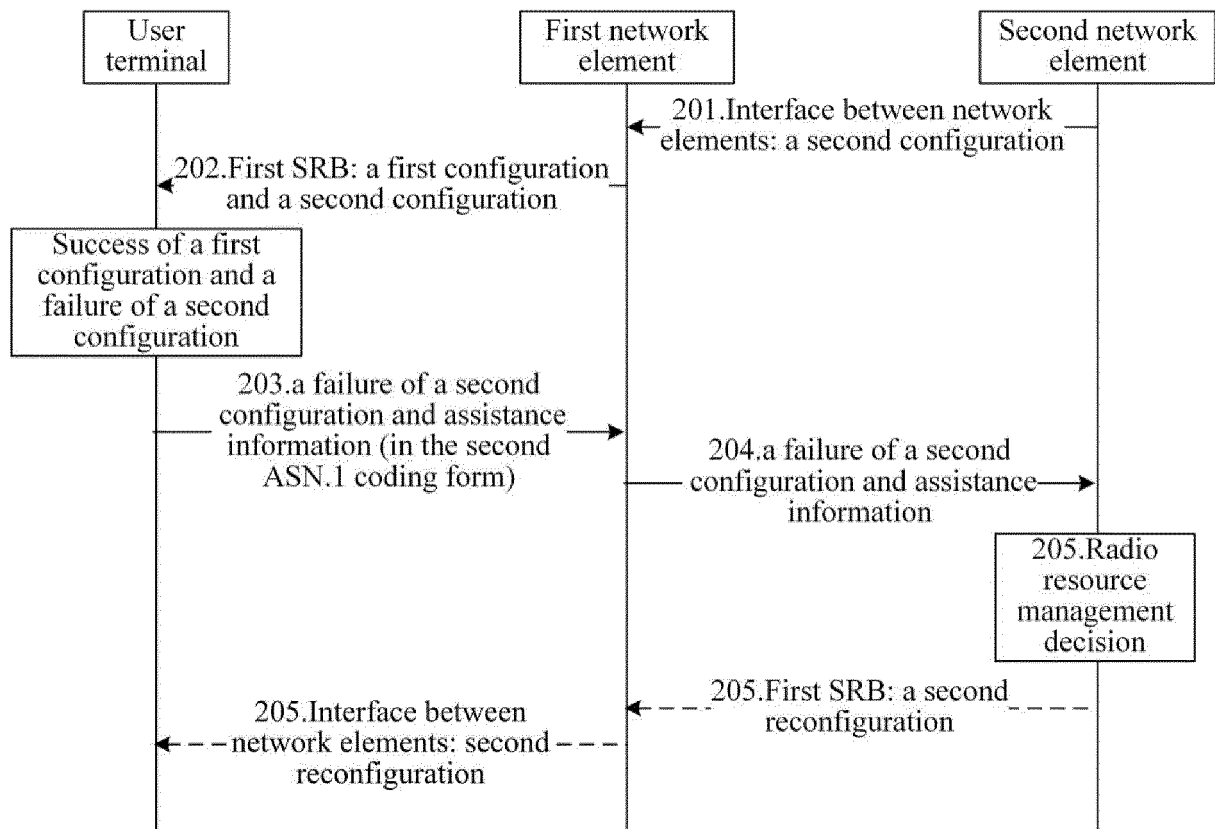 User
terminal
First network
element
Second network
element
201.Interface between network
elements: a second configuration
202.First SRB: a first configuration
and a second configuration
Success of a first
configuration and a
failure of a second
configuration
203.a failure of a second
configuration and assistance
information (in the second
ASN.1 coding form)
204.a failure of a second
configuration and assistance
information
205.Radio
resource
management
decision
205.First SRB: a second
reconfiguration
205.Interface between
network elements: second
reconfiguration